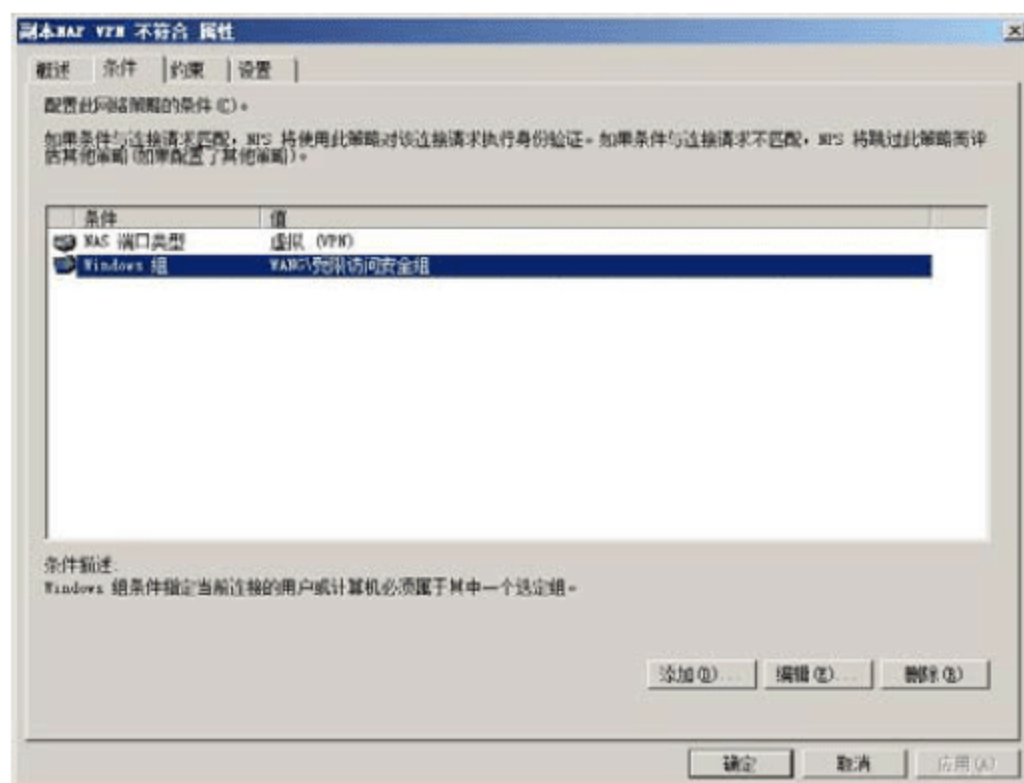 副本NAP VPN 不符合 属性
概述 条件 约束 设置
配置此网络策略的条件(C)。
如果条件与连接请求匹配，NPS 将使用此策略对该连接请求执行身份验证。如果条件与连接请求不匹配，NPS 将跳过此策略而评
估其他策略(如果配置了其他策略)。
条件 值
NAS 端口类型 虚拟 (VPN)
Windows 组 WANG\受限访问安全组
条件描述:
Windows 组条件指定当前连接的用户或计算机必须属于其中一个选定组。
添加(D)... 编辑(E)... 删除(R)
确定 取消 应用(A)